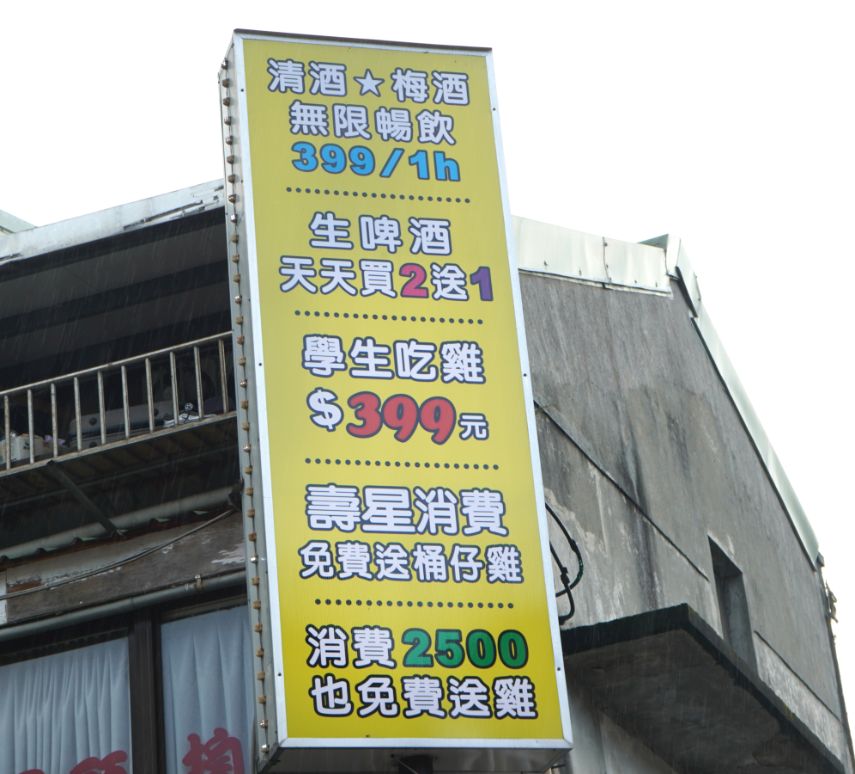 清酒★梅酒
無限暢飲
399/1h
生啤酒
天天買2送1
學生吃雞
$399元
壽星消費
免費送桶仔雞
消費2500
也免費送雞